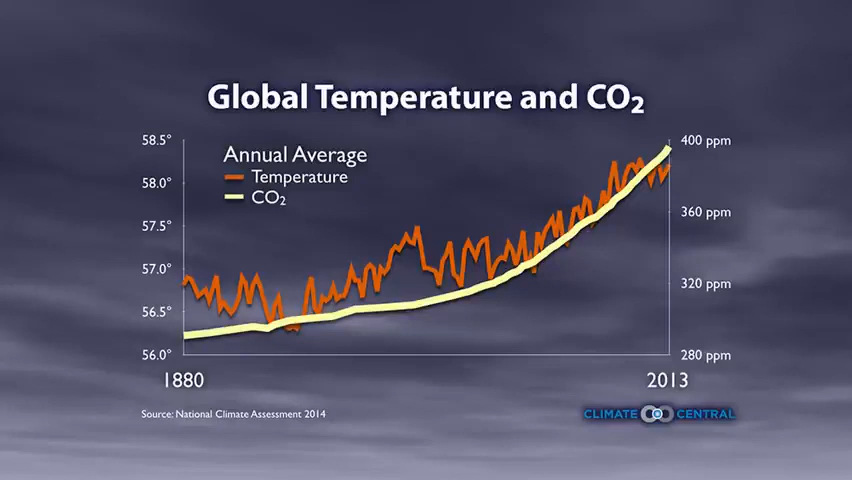 Global Temperature and CO₂
58.5°
58.0°
57.5°
57.0°
56.5°
56.0°
Annual Average
Temperature
CO₂
400 ppm
360 ppm
320 ppm
280 ppm
1880
2013
Source: National Climate Assessment 2014
CLIMATE CENTRAL